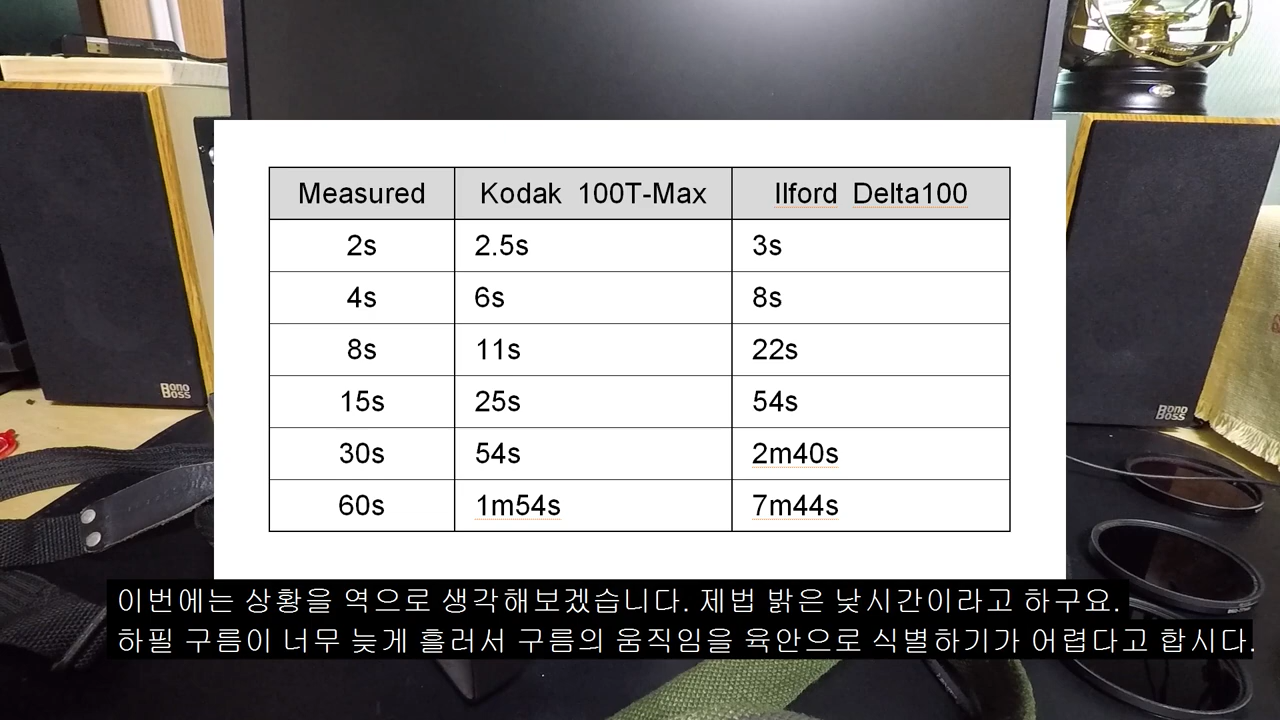 Measured Kodak 100T-Max Ilford Delta100
2s 2.5s 3s
4s 6s 8s
8s 11s 22s
15s 25s 54s
30s 54s 2m40s
60s 1m54s 7m44s
Bono
Boss
Bono
Boss
이번에는 상황을 역으로 생각해보겠습니다. 제법 밝은 낮시간이라고 하구요.
하필 구름이 너무 늦게 흘러서 구름의 움직임을 육안으로 식별하기가 어렵다고 합시다.